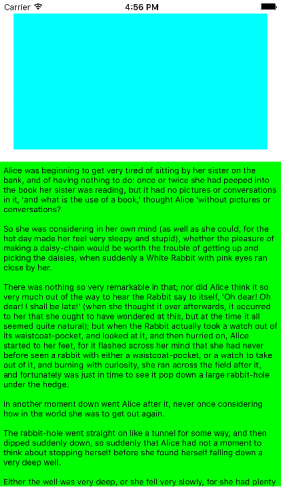 Carrier 4:56 PM
Alice was beginning to get very tired of sitting by her sister on the
bank, and of having nothing to do: once or twice she had peeped into
the book her sister was reading, but it had no pictures or conversations
in it, 'and what is the use of a book,' thought Alice 'without pictures or
conversations?'
So she was considering in her own mind (as well as she could, for the
hot day made her feel very sleepy and stupid), whether the pleasure of
making a daisy-chain would be worth the trouble of getting up and
picking the daisies, when suddenly a White Rabbit with pink eyes ran
close by her.
There was nothing so very remarkable in that; nor did Alice think it so
very much out of the way to hear the Rabbit say to itself, 'Oh dear! Oh
dear! I shall be late!' (when she thought it over afterwards, it occurred
to her that she ought to have wondered at this, but at the time it all
seemed quite natural); but when the Rabbit actually took a watch out of
its waistcoat-pocket, and looked at it, and then hurried on, Alice
started to her feet, for it flashed across her mind that she had never
before seen a rabbit with either a waistcoat-pocket, or a watch to take
out of it, and burning with curiosity, she ran across the field after it,
and fortunately was just in time to see it pop down a large rabbit-hole
under the hedge.
In another moment down went Alice after it, never once considering
how in the world she was to get out again.
The rabbit-hole went straight on like a tunnel for some way, and then
dipped suddenly down, so suddenly that Alice had not a moment to
think about stopping herself before she found herself falling down a
very deep well.
Either the well was very deep, or she fell very slowly, for she had plenty